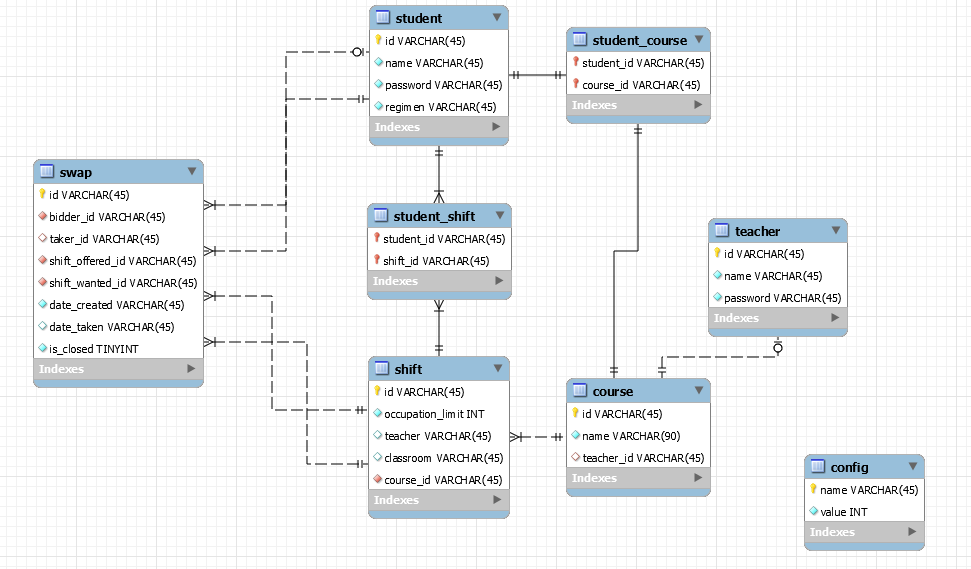 student
id VARCHAR(45)
name VARCHAR(45)
password VARCHAR(45)
regimen VARCHAR(45)
Indexes
student_course
student_id VARCHAR(45)
course_id VARCHAR(45)
Indexes
swap
id VARCHAR(45)
bidder_id VARCHAR(45)
taker_id VARCHAR(45)
shift_offered_id VARCHAR(45)
shift_wanted_id VARCHAR(45)
date_created VARCHAR(45)
date_taken VARCHAR(45)
is_closed TINYINT
Indexes
student_shift
student_id VARCHAR(45)
shift_id VARCHAR(45)
Indexes
teacher
id VARCHAR(45)
name VARCHAR(45)
password VARCHAR(45)
Indexes
shift
id VARCHAR(45)
occupation_limit INT
teacher VARCHAR(45)
classroom VARCHAR(45)
course_id VARCHAR(45)
Indexes
course
id VARCHAR(45)
name VARCHAR(90)
teacher_id VARCHAR(45)
Indexes
config
name VARCHAR(45)
value INT
Indexes